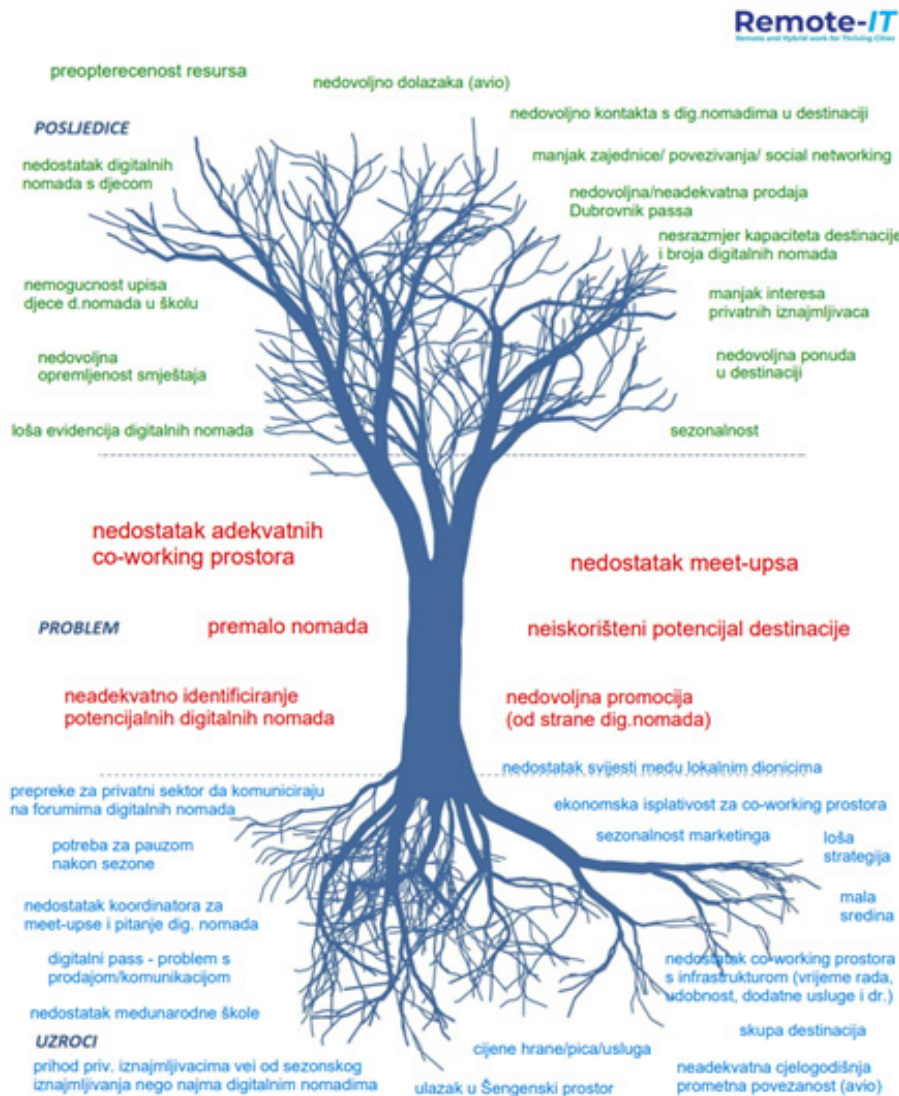 Remote-IT
Remote and Hybrid work for Thriving Cities
preopterecenost resursa
nedovoljno dolazaka (avio)
nedovoljno kontakta s dig.nomadima u destinaciji
POSLJEDICE
manjak zajednice/ povezivanja/ social networking
nedostatak digitalnih
nomada s djecom
nedovoljna/neadekvatna prodaja
Dubrovnik passa
nesrazmjer kapaciteta destinacije
i broja digitalnih nomada
nemogucnost upisa
djece d.nomada u školu
manjak interesa
privatnih iznajmljivaca
nedovoljna
opremljenost smještaja
nedovoljna ponuda
u destinaciji
loša evidencija digitalnih nomada
sezonalnost
nedostatak adekvatnih
co-working prostora
nedostatak meet-upsa
PROBLEM
premalo nomada
neiskorišteni potencijal destinacije
neadekvatno identificiranje
potencijalnih digitalnih nomada
nedovoljna promocija
(od strane dig.nomada)
nedostatak svijesti medu lokalnim dionicima
prepreke za privatni sektor da komuniciraju
na forumima digitalnih nomada
ekonomska isplativost za co-working prostora
sezonalnost marketinga
loša
strategija
potreba za pauzom
nakon sezone
mala
sredina
nedostatak koordinatora za
meet-upse i pitanje dig. nomada
digitalni pass - problem s
prodajom/komunikacijom
nedostatak co-working prostora
s infrastrukturom (vrijeme rada,
udobnost, dodatne usluge i dr.)
nedostatak medunarodne škole
skupa destinacija
UZROCI
cijene hrane/pica/usluga
prihod priv. iznajmljivacima vei od sezonskog
iznajmljivanja nego najma digitalnim nomadima
neadekvatna cjelogodišnja
prometna povezanost (avio)
ulazak u Šengenski prostor